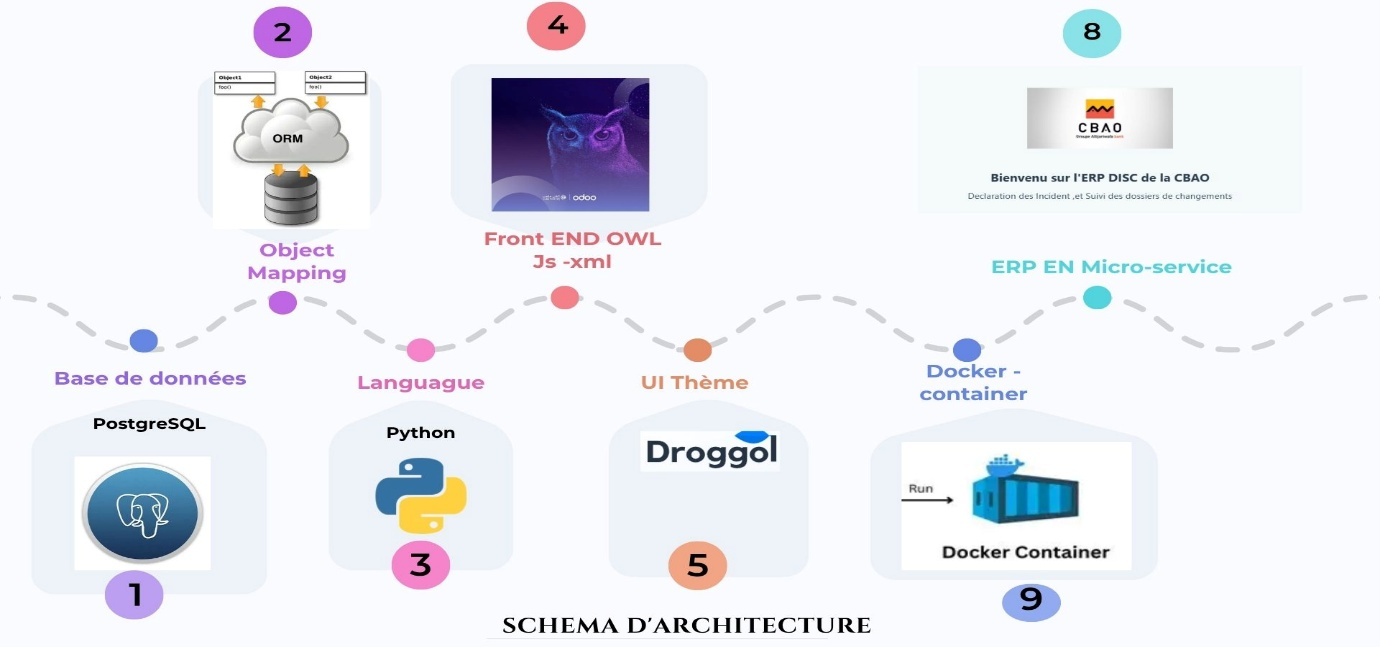 2
4
8
Object1
foo()
Object2
foo()
ORM
odoo
CBAO
Groupe Attijariwafa bank
Bienvenu sur l'ERP DISC de la CBAO
Declaration des Incident ,et Suivi des dossiers de changements
Object
Mapping
Front END OWL
Js -xml
ERP EN Micro-service
Base de données
Languague
UI Thème
Docker -
container
PostgreSQL
Python
Droggol
Run
Docker Container
1
3
5
9
SCHEMA D'ARCHITECTURE